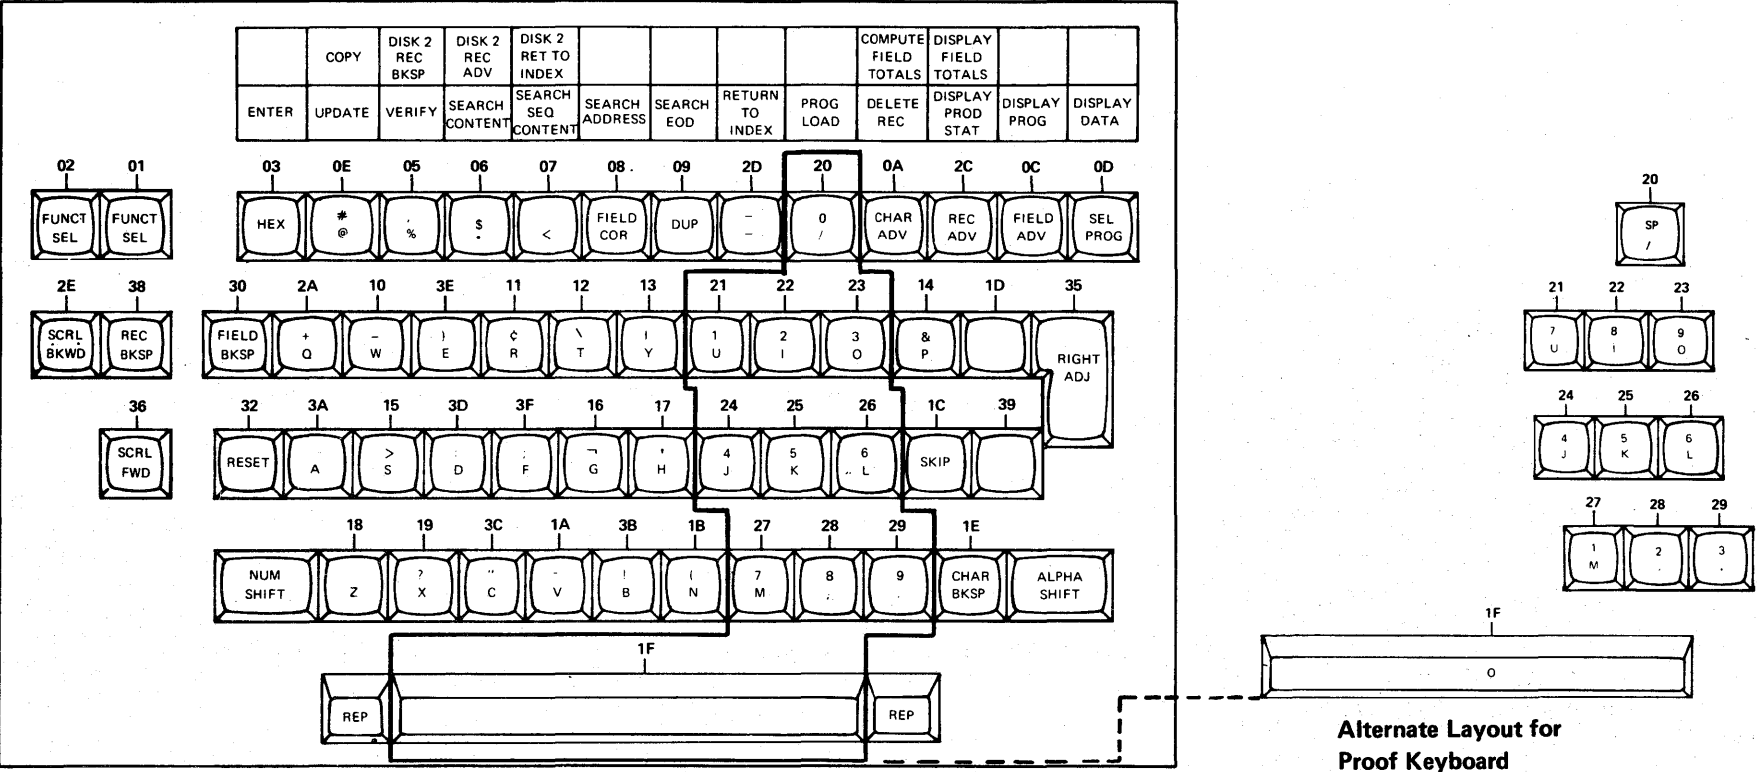 COMPUTE DISPLAY
DISK 2 DISK 2 DISK 2
COPY REC REC RET TO FIELD FIELD
BKSP ADV INDEX TOTALS TOTALS
ENTER UPDATE VERIFY SEARCH CONTENT SEARCH SEQ CONTENT SEARCH ADDRESS SEARCH EOD RETURN TO INDEX PROG LOAD DELETE REC DISPLAY PROD STAT DISPLAY PROG DISPLAY DATA
02 01 03 0E 05 06 07 08 09 2D 20 0A 2C 0C 0D
FUNCT SEL FUNCT SEL HEX # @ , % $ . < FIELD COR DUP – – 0 / CHAR ADV REC ADV FIELD ADV SEL PROG
2E 38 30 2A 10 3E 11 12 13 21 22 23 14 1D 35
SCRL BKWD REC BKSP FIELD BKSP + Q – W ) E ¢ R \ T Y 1 U 2 I 3 O & P RIGHT ADJ
36 32 3A 15 3D 3F 16 17 24 25 26 1C 39
SCRL FWD RESET A > S : D ; F ¬ G ' H 4 J 5 K 6 L SKIP
18 19 3C 1A 3B 1B 27 28 29 1E
NUM SHIFT Z ? X " C - V ! B ( N 7 M 8 , 9 . CHAR BKSP ALPHA SHIFT
1F
REP REP
20
SP /
21 22 23
7 U 8 I 9 O
24 25 26
4 J 5 K 6 L
27 28 29
1 M 2 , 3 .
1F
0
Alternate Layout for
Proof Keyboard